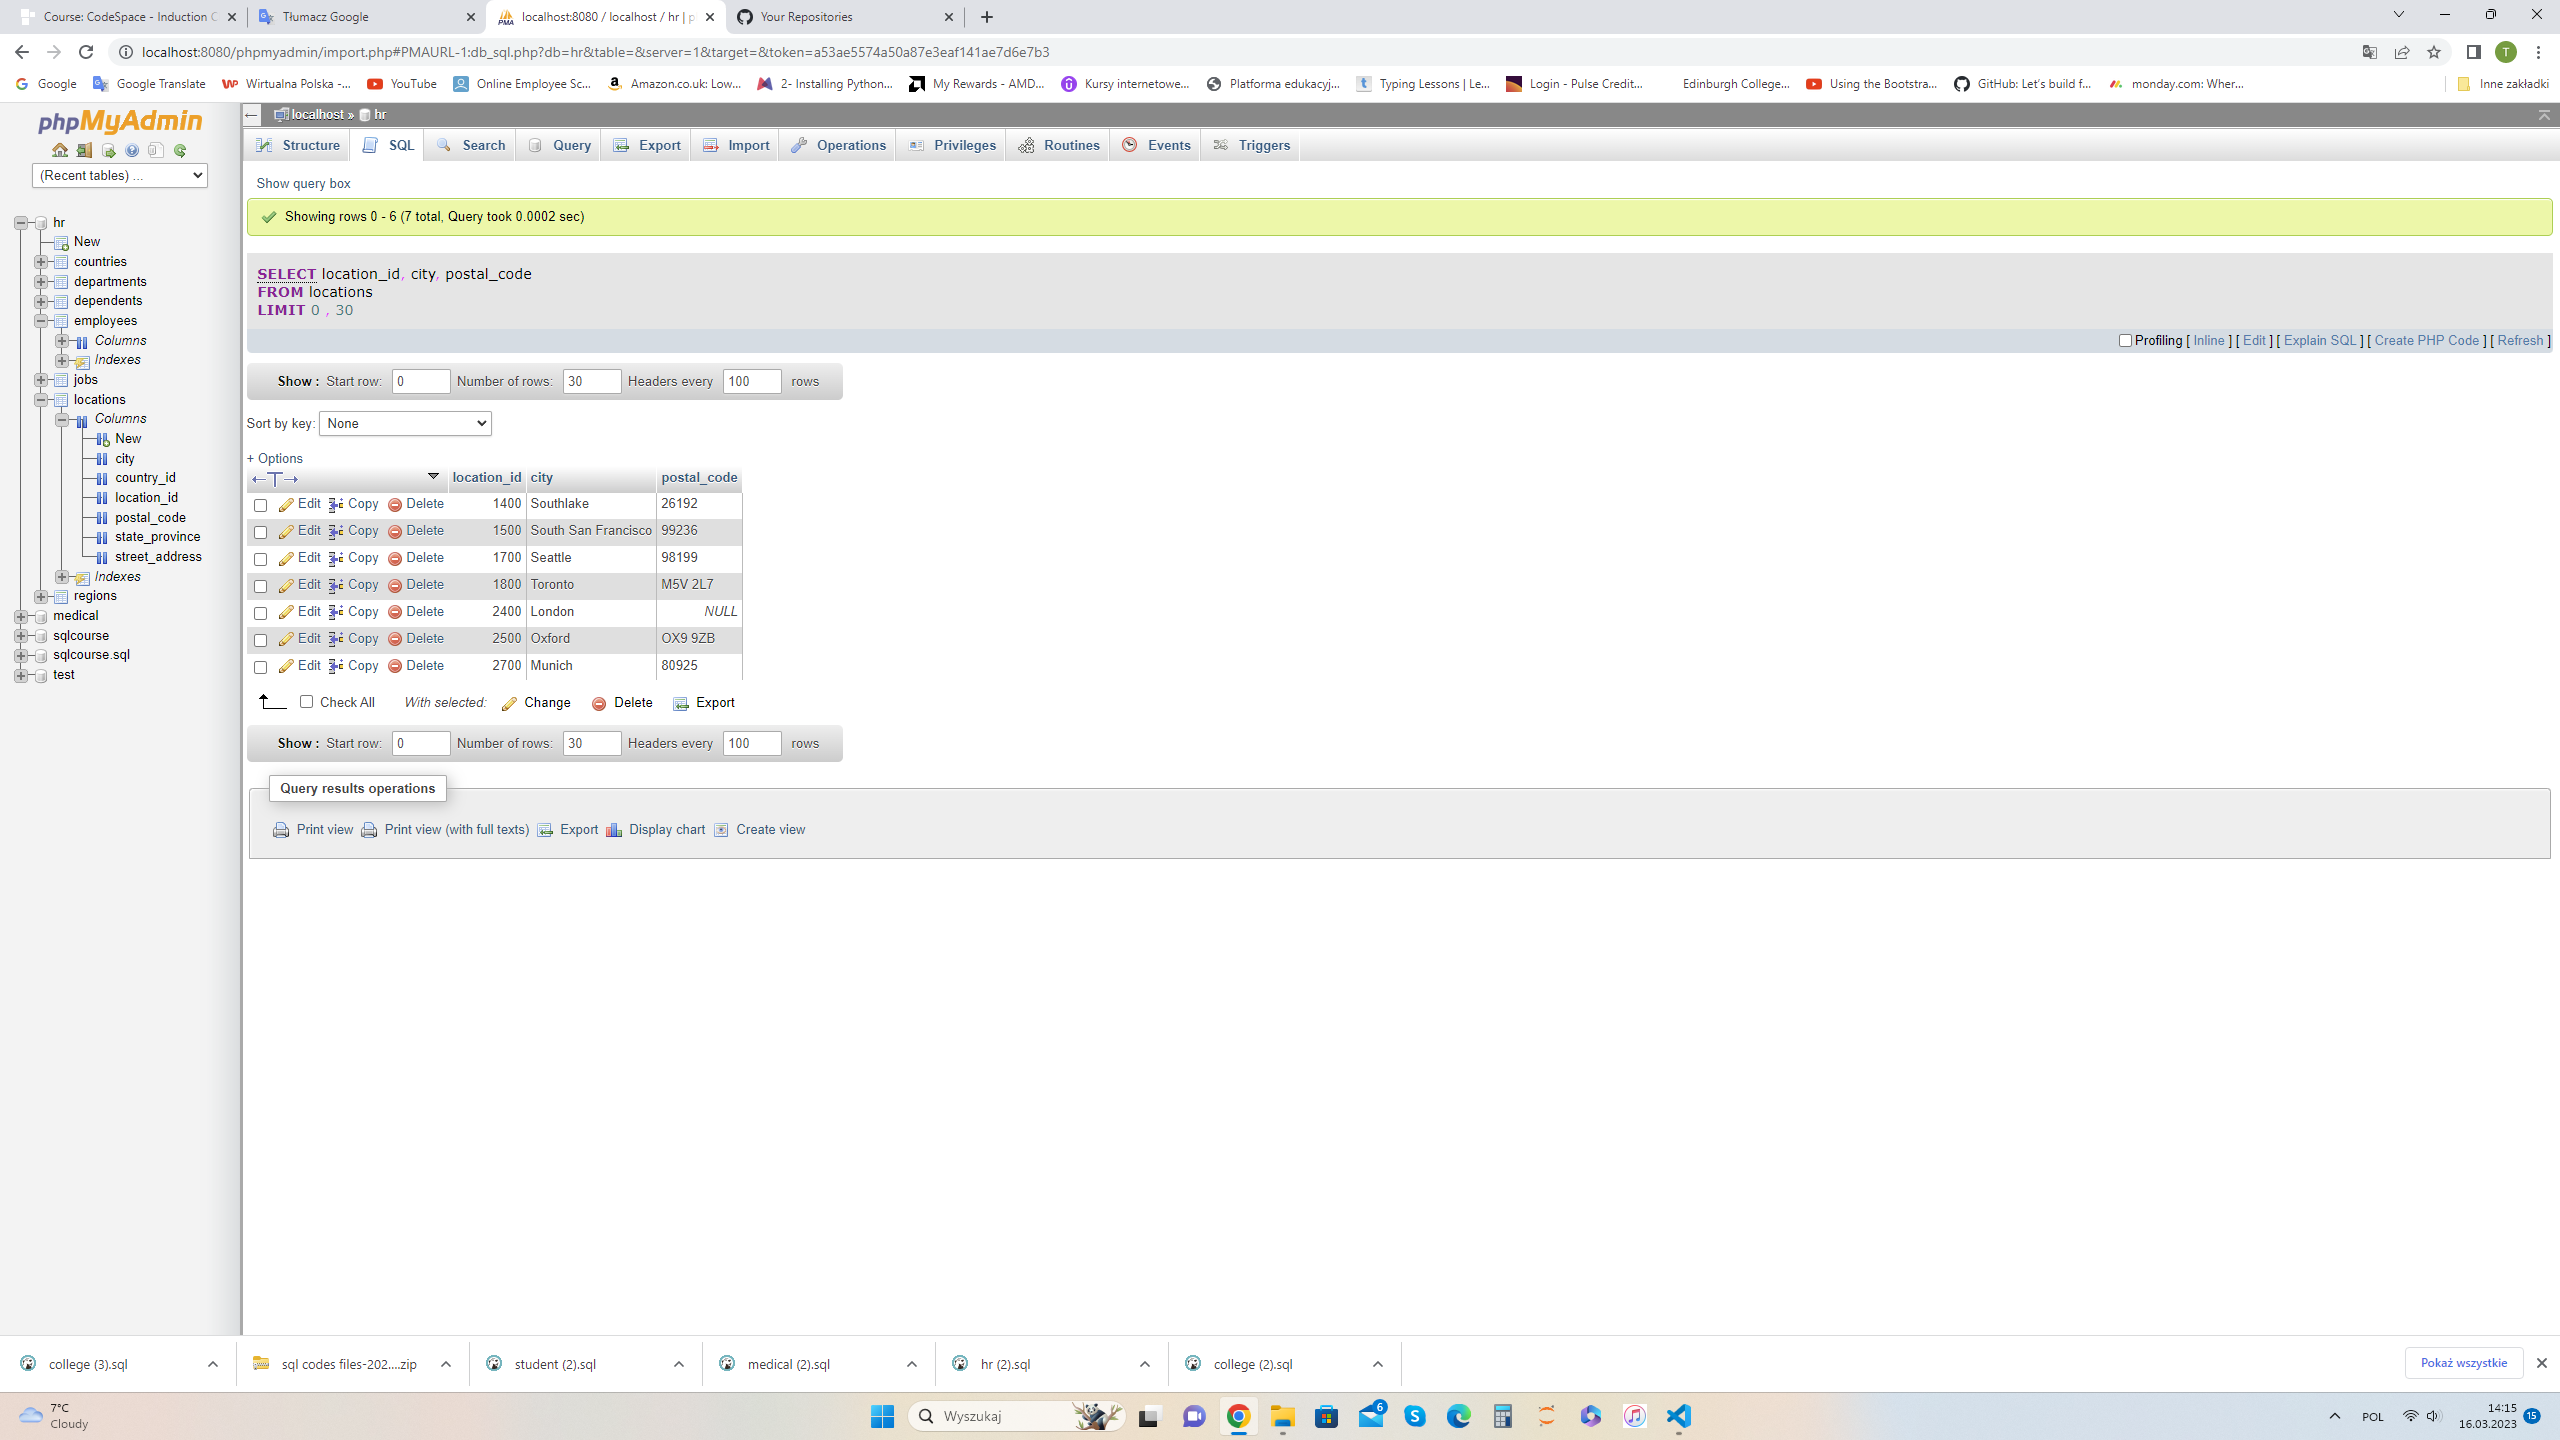 Course: CodeSpace - Induction C
Tłumacz Google
localhost:8080 / localhost / hr | p
Your Repositories
localhost:8080/phpmyadmin/import.php#PMAURL-1:db_sql.php?db=hr&table=&server=1&target=&token=a53ae5574a50a87e3eaf141ae7d6e7b3
T
Google
Google Translate
Wirtualna Polska -...
YouTube
Online Employee Sc...
Amazon.co.uk: Low...
2- Installing Python...
My Rewards - AMD...
Kursy internetowe...
Platforma edukacyj...
Typing Lessons | Le...
Login - Pulse Credit...
Edinburgh College...
Using the Bootstra...
GitHub: Let's build f...
monday.com: Wher...
Inne zakładki
phpMyAdmin
(Recent tables) ...
hr
New
countries
departments
dependents
employees
Columns
Indexes
jobs
locations
Columns
New
city
country_id
location_id
postal_code
state_province
street_address
Indexes
regions
medical
sqlcourse
sqlcourse.sql
test
localhost » hr
Structure SQL Search Query Export Import Operations Privileges Routines Events Triggers
Show query box
Showing rows 0 - 6 (7 total, Query took 0.0002 sec)
SELECT location_id, city, postal_code
FROM locations
LIMIT 0 , 30
Profiling [ Inline ] [ Edit ] [ Explain SQL ] [ Create PHP Code ] [ Refresh ]
Show : Start row: 0 Number of rows: 30 Headers every 100 rows
Sort by key: None
+ Options
location_id city postal_code
Edit Copy Delete 1400 Southlake 26192
Edit Copy Delete 1500 South San Francisco 99236
Edit Copy Delete 1700 Seattle 98199
Edit Copy Delete 1800 Toronto M5V 2L7
Edit Copy Delete 2400 London NULL
Edit Copy Delete 2500 Oxford OX9 9ZB
Edit Copy Delete 2700 Munich 80925
Check All With selected: Change Delete Export
Show : Start row: 0 Number of rows: 30 Headers every 100 rows
Query results operations
Print view Print view (with full texts) Export Display chart Create view
college (3).sql
sql codes files-202....zip
student (2).sql
medical (2).sql
hr (2).sql
college (2).sql
Pokaż wszystkie
7°C
Cloudy
Wyszukaj
6
POL
14:15
16.03.2023
15